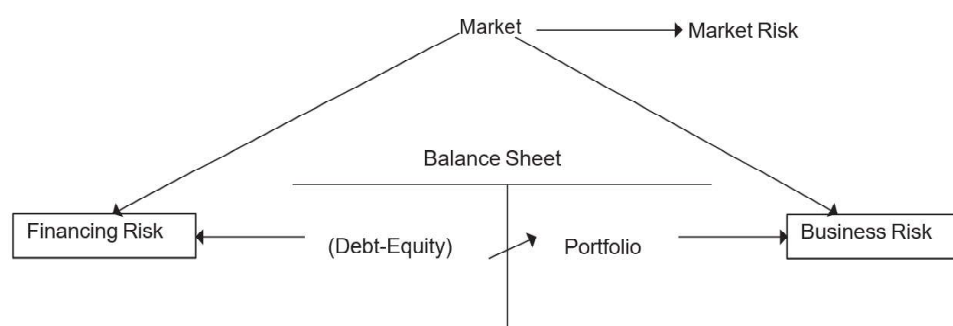 Market
Market Risk
Balance Sheet
Financing Risk
(Debt-Equity)
Portfolio
Business Risk